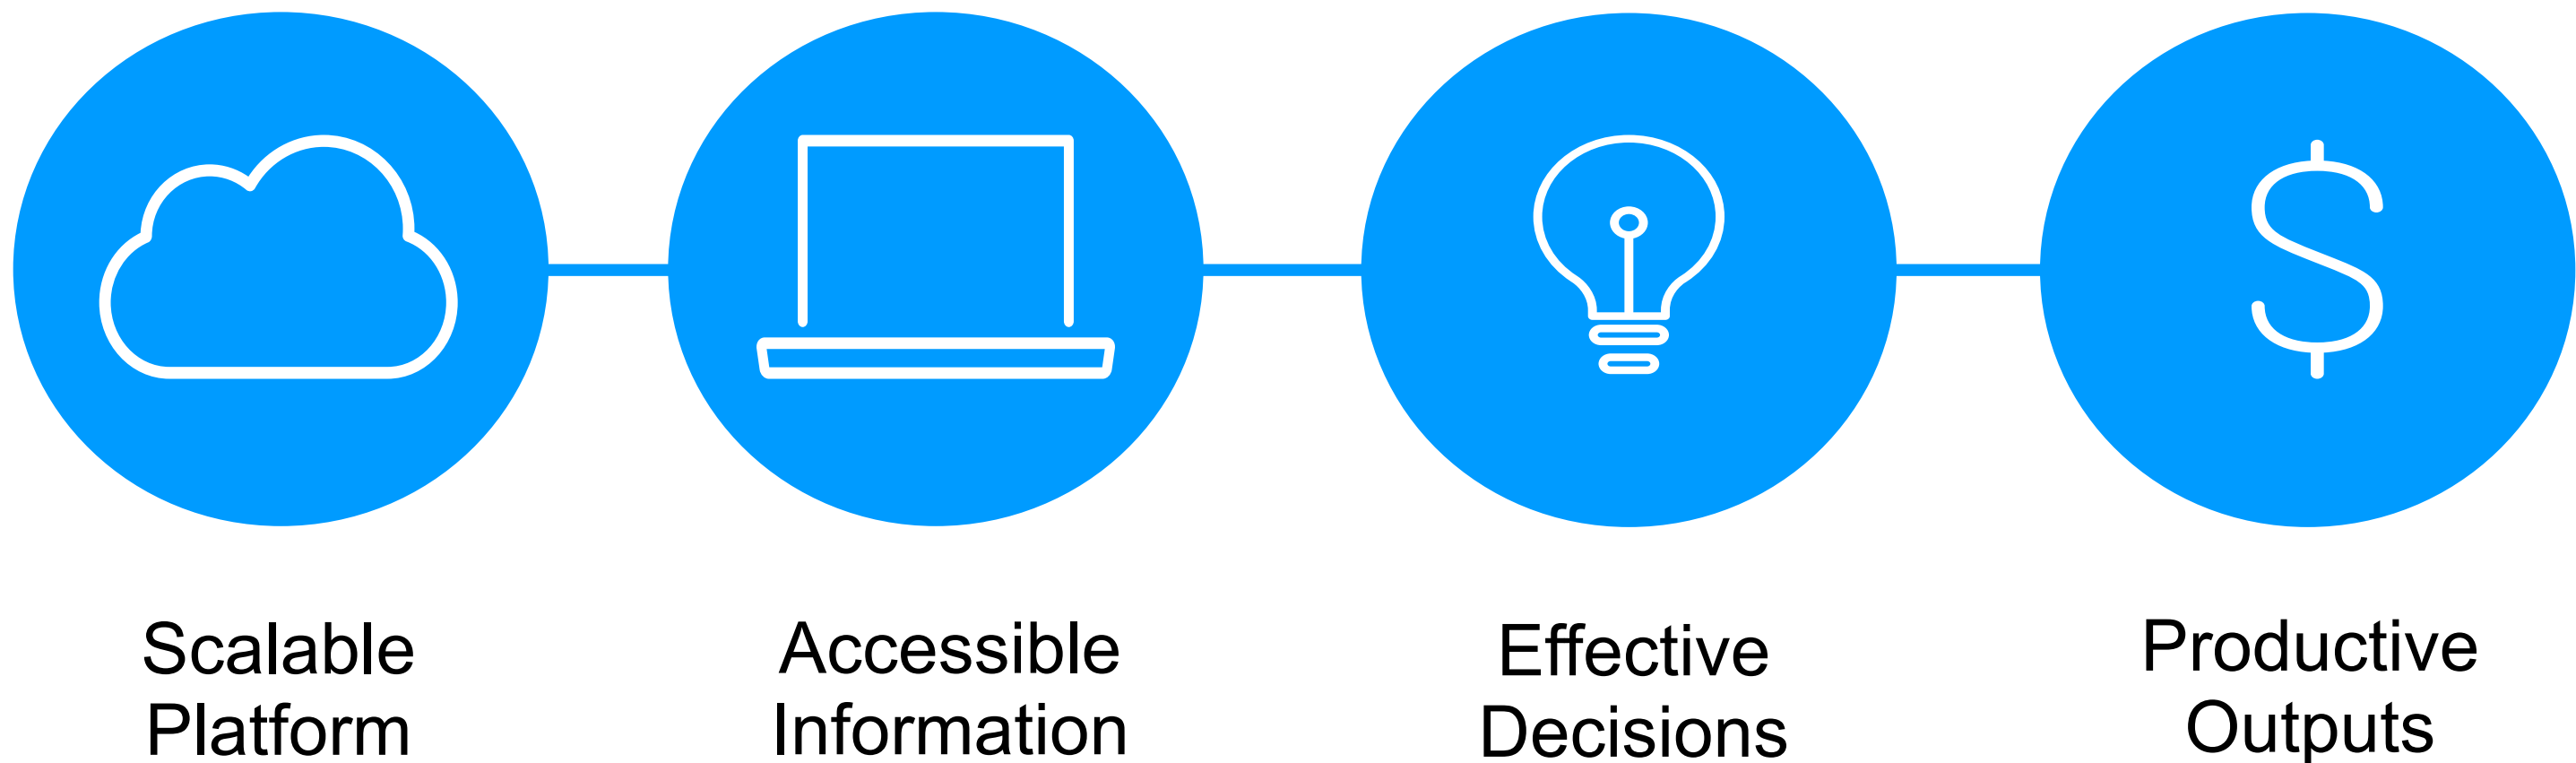 Scalable
Platform
Accessible
Information
Effective
Decisions
Productive
Outputs